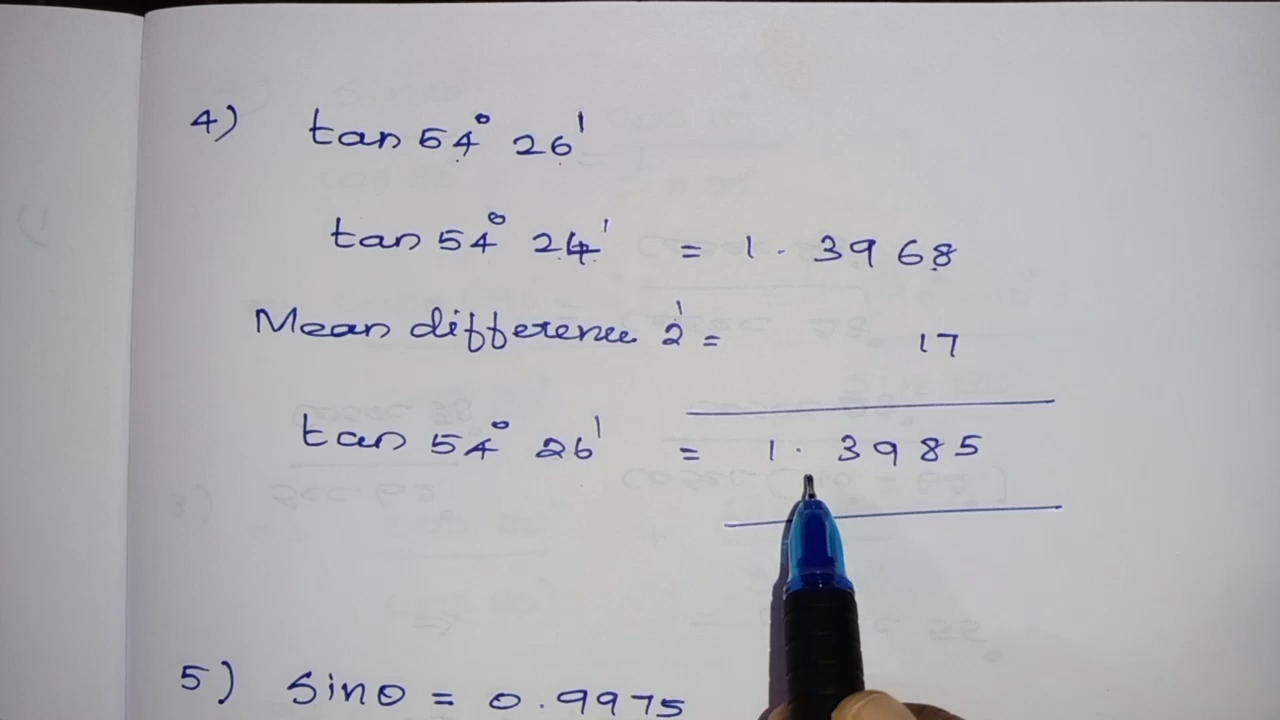 4) tan 54° 26'
tan 54° 24' = 1.3968
Mean difference 2' = 17
tan 54° 26' = 1.3985
5) sinθ = 0.9975